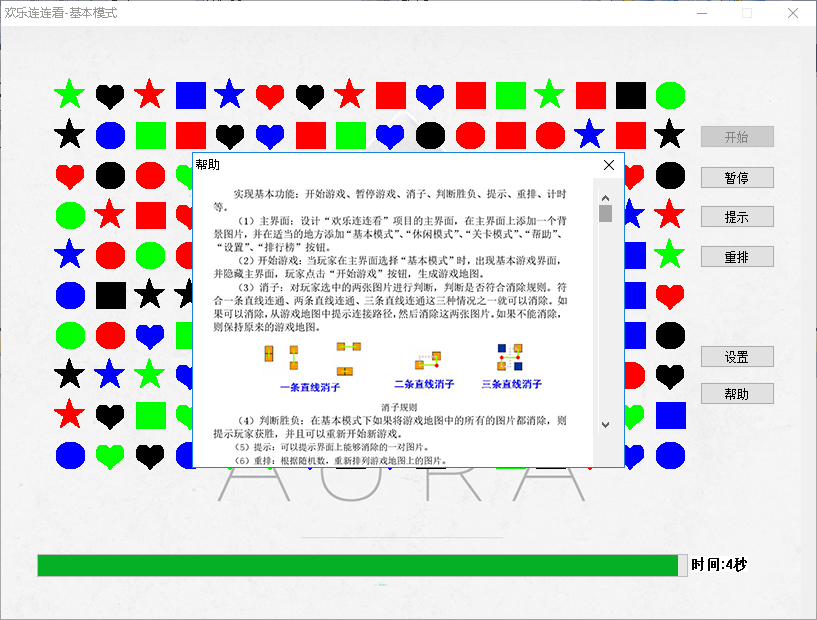 欢乐连连看-基本模式
开始
帮助
暂停
提示
重排
设置
帮助
实现基本功能：开始游戏、暂停游戏、消子、判断胜负、提示、重排、计时
等。
（1）主界面：设计“欢乐连连看”项目的主界面，在主界面上添加一个背
景图片，并在适当的地方添加“基本模式”、“休闲模式”、“关卡模式”、“帮助”、
“设置”、“排行榜”按钮。
（2）开始游戏：当玩家在主界面选择“基本模式”时，出现基本游戏界面，
并隐藏主界面，玩家点击“开始游戏”按钮，生成游戏地图。
（3）消子：对玩家选中的两张图片进行判断，判断是否符合消除规则。符
合一条直线连通、两条直线连通、三条直线连通这三种情况之一就可以消除。如
果可以消除，从游戏地图中提示连接路径，然后消除这两张图片。如果不能消除，
则保持原来的游戏地图。
一条直线消子
二条直线消子
三条直线消子
消子规则
（4）判断胜负：在基本模式下如果将游戏地图中的所有的图片都消除，则
提示玩家获胜，并且可以重新开始新游戏。
（5）提示：可以提示界面上能够消除的一对图片。
（6）重排：根据随机数，重新排列游戏地图上的图片。
AURA
时间:4秒